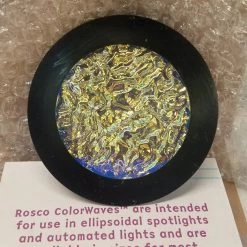 Rosco ColorWaves™ are intended
for use in ellipsoidal spotlights
and automated lights and are